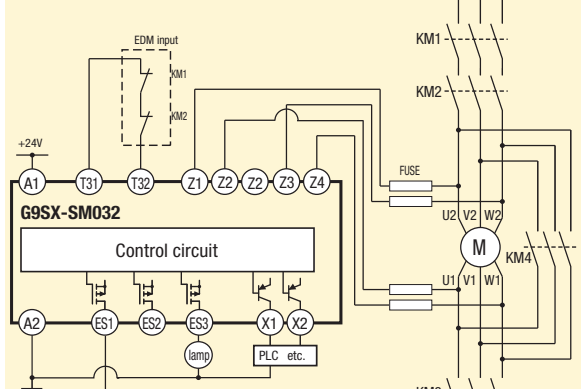 KM1
EDM input
KM1
KM2
KM2
+24V
FUSE
A1
T31
T32
Z1
Z2
Z2
Z3
Z4
G9SX-SM032
U2 V2 W2
Control circuit
M
KM4
U1 V1 W1
A2
ES1
ES2
ES3
X1
X2
lamp
PLC etc.